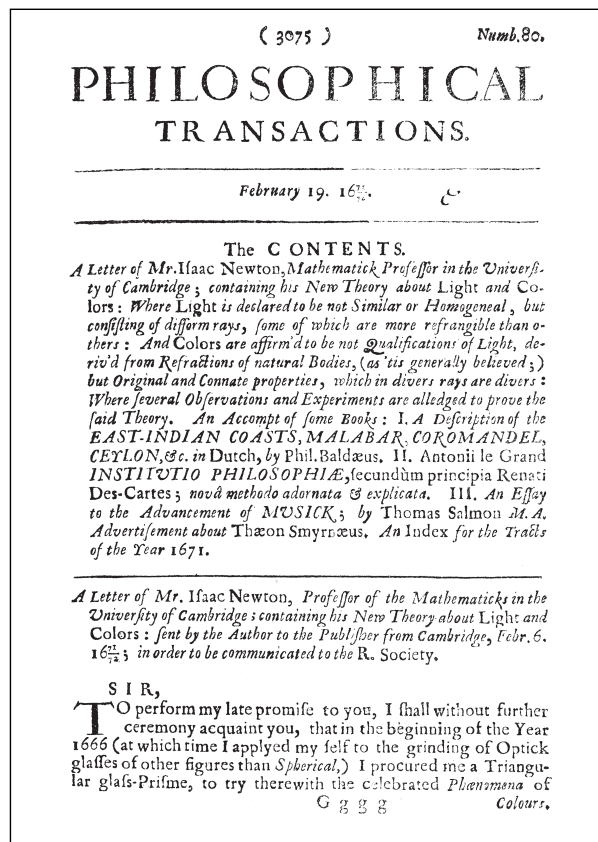 ( 3075 ) Numb.80.
PHILOSOPHICAL
TRANSACTIONS.
February 19. 167½.
The CONTENTS.
A Letter of Mr. Iſaac Newton, Mathematick Profeſſor in the Univerſi-
ty of Cambridge ; containing his New Theory about Light and Co-
lors : Where Light is declared to be not Similar or Homogeneal, but
conſiſting of difform rays, ſome of which are more refrangible than o-
thers : And Colors are affirm'd to be not Qualifications of Light, de-
riv'd from Refractions of natural Bodies, (as 'tis generally believed ;)
but Original and Connate properties, which in divers rays are divers :
Where ſeveral Obſervations and Experiments are alledged to prove the
ſaid Theory. An Accompt of ſome Books : I. A Deſcription of the
EAST-INDIAN COASTS, MALABAR, COROMANDEL,
CEYLON, &c. in Dutch, by Phil. Baldæus. II. Antonii le Grand
INSTITVTIO PHILOSOPHIÆ, ſecundùm principia Renati
Des-Cartes ; novâ methodo adornata & explicata. III. An Eſſay
to the Advancement of MVSICK ; by Thomas Salmon M. A.
Advertiſement about Thæon Smyrnæus. An Index for the Tracts
of the Year 1671.
A Letter of Mr. Iſaac Newton, Profeſſor of the Mathematicks in the
Univerſity of Cambridge ; containing his New Theory about Light and
Colors : ſent by the Author to the Publiſher from Cambridge, Febr. 6.
16 71/72 ; in order to be communicated to the R. Society.
SIR,
TO perform my late promiſe to you, I ſhall without further
ceremony acquaint you, that in the beginning of the Year
1666 (at which time I applyed my ſelf to the grinding of Optick
glaſſes of other figures than Spherical,) I procured me a Triangu-
lar glaſs-Priſme, to try therewith the celebrated Phænomena of
G g g g Colours.